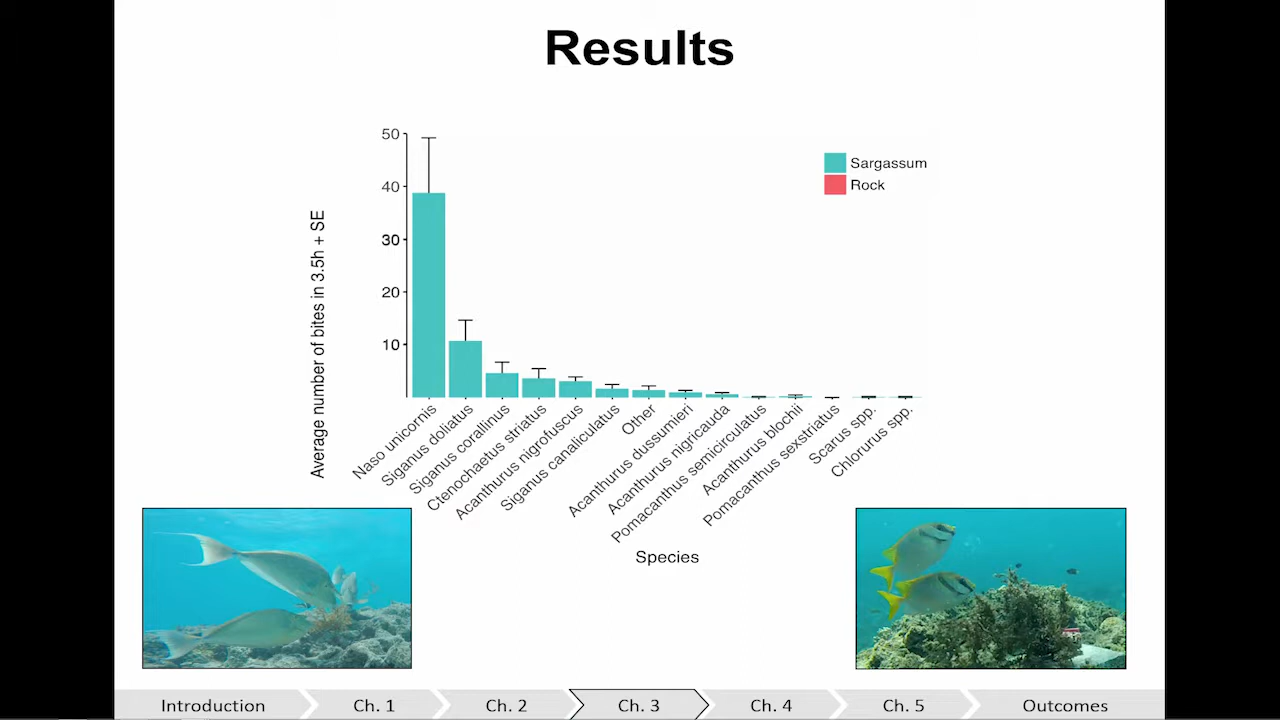 Results
50
40
30
20
10
Average number of bites in 3.5h + SE
Sargassum
Rock
Naso unicornis
Siganus doliatus
Siganus corallinus
Ctenochaetus striatus
Acanthurus nigrofuscus
Siganus canaliculatus
Other
Acanthurus dussumieri
Acanthurus nigricauda
Pomacanthus semicirculatus
Acanthurus blochii
Pomacanthus sexstriatus
Scarus spp.
Chlorurus spp.
Species
Introduction
Ch. 1
Ch. 2
Ch. 3
Ch. 4
Ch. 5
Outcomes